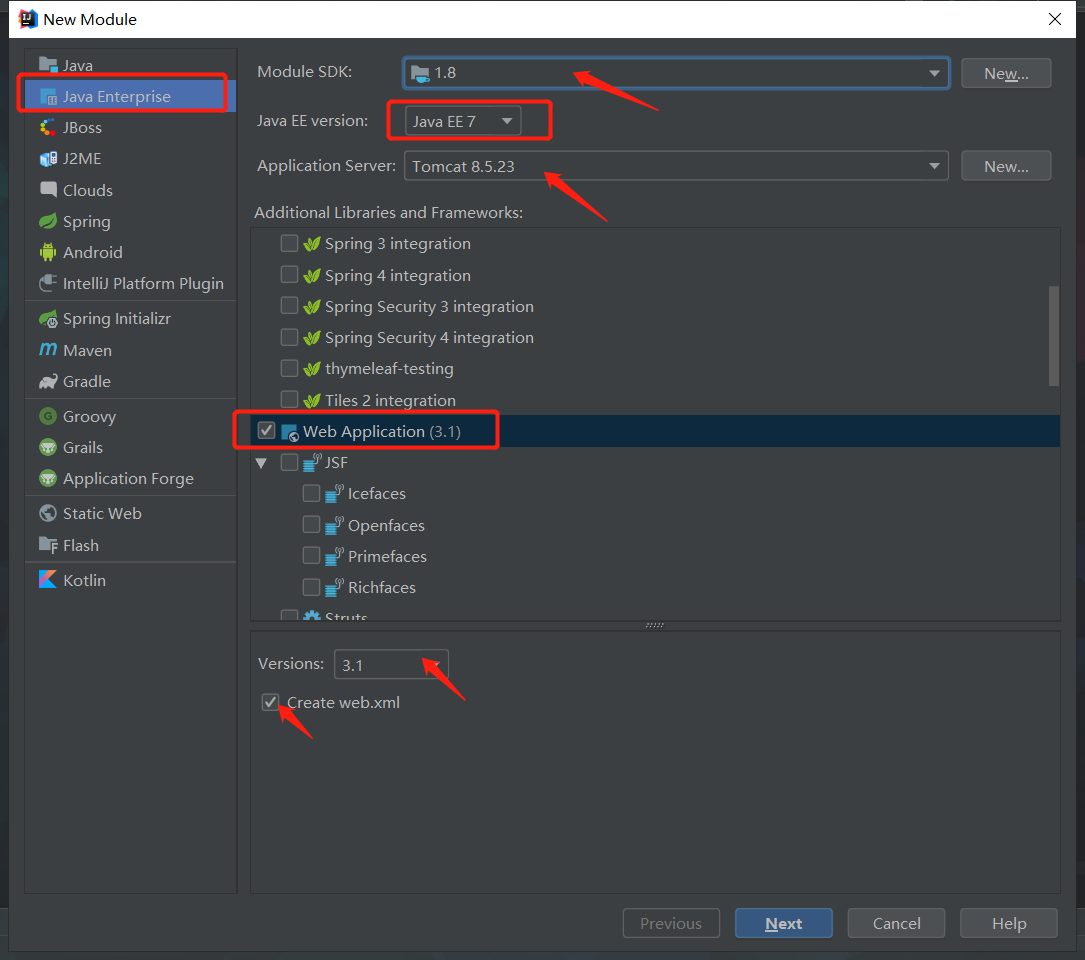 New Module
Java
Java Enterprise
JBoss
J2ME
Clouds
Spring
Android
IntelliJ Platform Plugin
Spring Initializr
Maven
Gradle
Groovy
Grails
Application Forge
Static Web
Flash
Kotlin
Module SDK: 1.8 New...
Java EE version: Java EE 7
Application Server: Tomcat 8.5.23 New...
Additional Libraries and Frameworks:
Spring 3 integration
Spring 4 integration
Spring Security 3 integration
Spring Security 4 integration
thymeleaf-testing
Tiles 2 integration
Web Application (3.1)
JSF
Icefaces
Openfaces
Primefaces
Richfaces
Struts
Versions: 3.1
Create web.xml
Previous Next Cancel Help